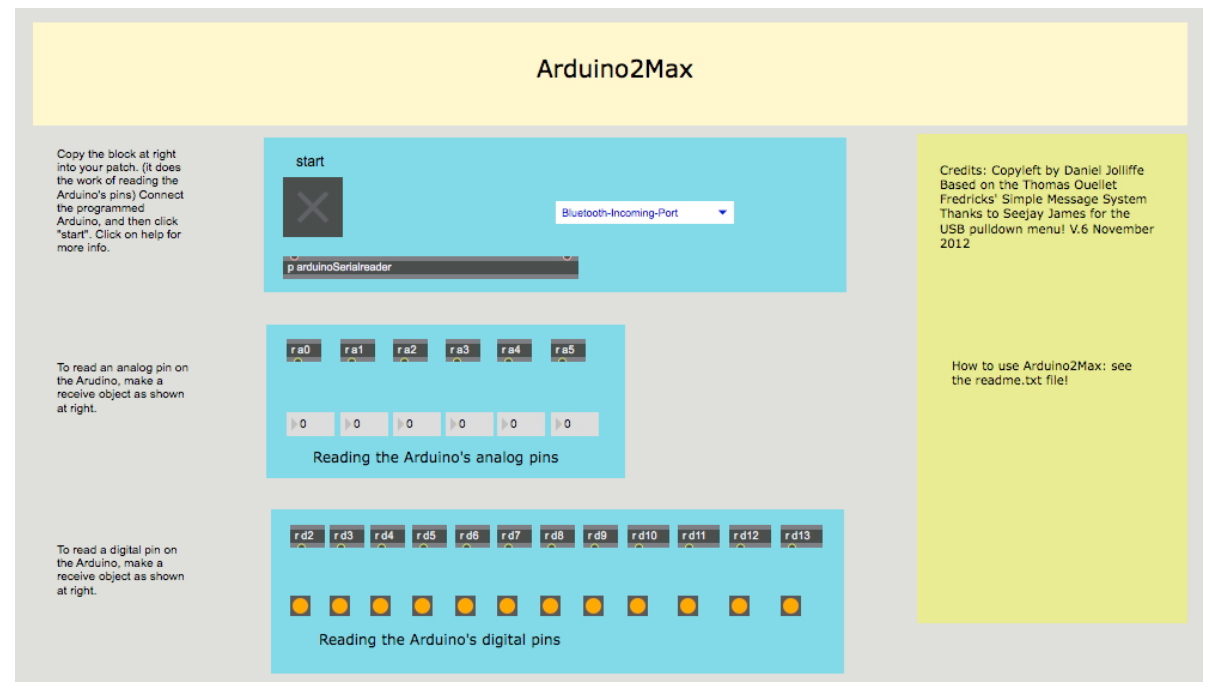 Arduino2Max
Copy the block at right
into your patch. (it does
the work of reading the
Arduino's pins) Connect
the programmed
Arduino, and then click
"start". Click on help for
more info.
start
Bluetooth-Incoming-Port
p arduinoSerialreader
Credits: Copyleft by Daniel Jolliffe
Based on the Thomas Ouellet
Fredricks' Simple Message System
Thanks to Seejay James for the
USB pulldown menu! V.6 November
2012
To read an analog pin on
the Arudino, make a
receive object as shown
at right.
r a0 r a1 r a2 r a3 r a4 r a5
0 0 0 0 0 0
Reading the Arduino's analog pins
How to use Arduino2Max: see
the readme.txt file!
To read a digital pin on
the Arduino, make a
receive object as shown
at right.
r d2 r d3 r d4 r d5 r d6 r d7 r d8 r d9 r d10 r d11 r d12 r d13
Reading the Arduino's digital pins